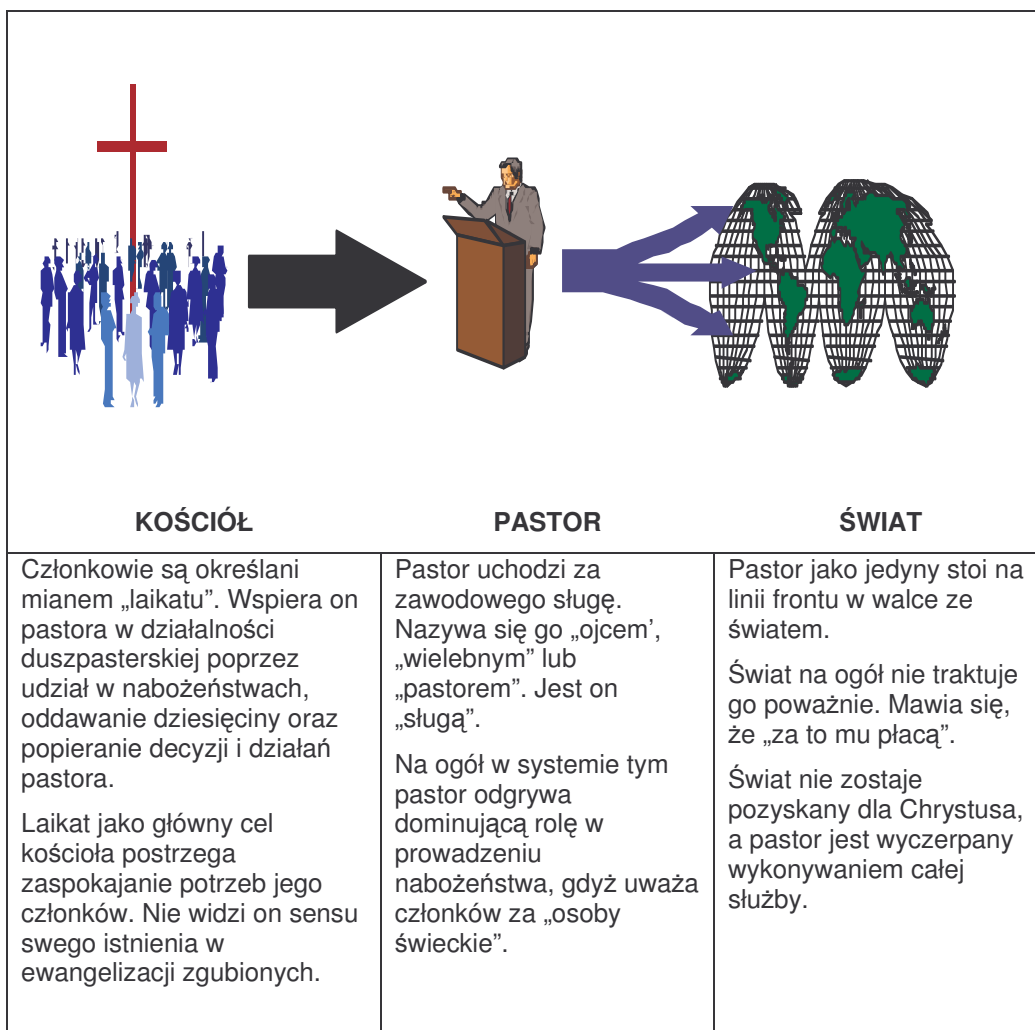 KOŚCIÓŁ
PASTOR
ŚWIAT
Członkowie są określani
mianem „laikatu”. Wspiera on
pastora w działalności
duszpasterskiej poprzez
udział w nabożeństwach,
oddawanie dziesięciny oraz
popieranie decyzji i działań
pastora.
Laikat jako główny cel
kościoła postrzega
zaspokajanie potrzeb jego
członków. Nie widzi on sensu
swego istnienia w
ewangelizacji zgubionych.
Pastor uchodzi za
zawodowego sługę.
Nazywa się go „ojcem’,
„wielebnym” lub
„pastorem”. Jest on
„sługą”.
Na ogół w systemie tym
pastor odgrywa
dominującą rolę w
prowadzeniu
nabożeństwa, gdyż uważa
członków za „osoby
świeckie”.
Pastor jako jedyny stoi na
linii frontu w walce ze
światem.
Świat na ogół nie traktuje
go poważnie. Mawia się,
że „za to mu płacą”.
Świat nie zostaje
pozyskany dla Chrystusa,
a pastor jest wyczerpany
wykonywaniem całej
służby.